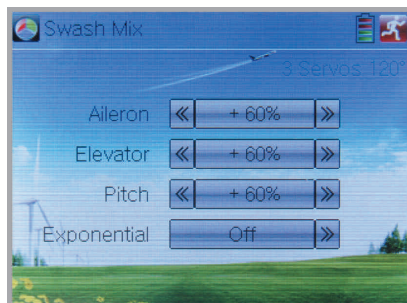 Swash Mix
3 Servos 120°
Aileron + 60%
Elevator + 60%
Pitch + 60%
Exponential Off